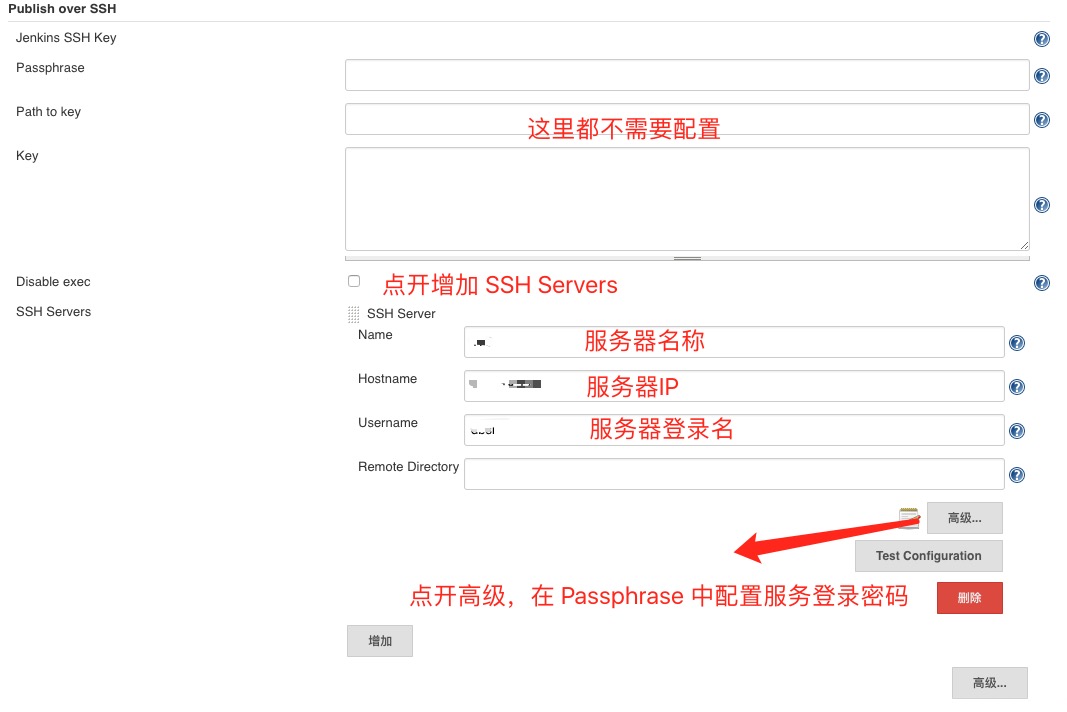 Publish over SSH
Jenkins SSH Key
Passphrase
Path to key
这里都不需要配置
Key
Disable exec
点开增加 SSH Servers
SSH Servers
SSH Server
Name
服务器名称
Hostname
服务器IP
Username
服务器登录名
Remote Directory
高级...
Test Configuration
点开高级，在 Passphrase 中配置服务登录密码
删除
增加
高级...